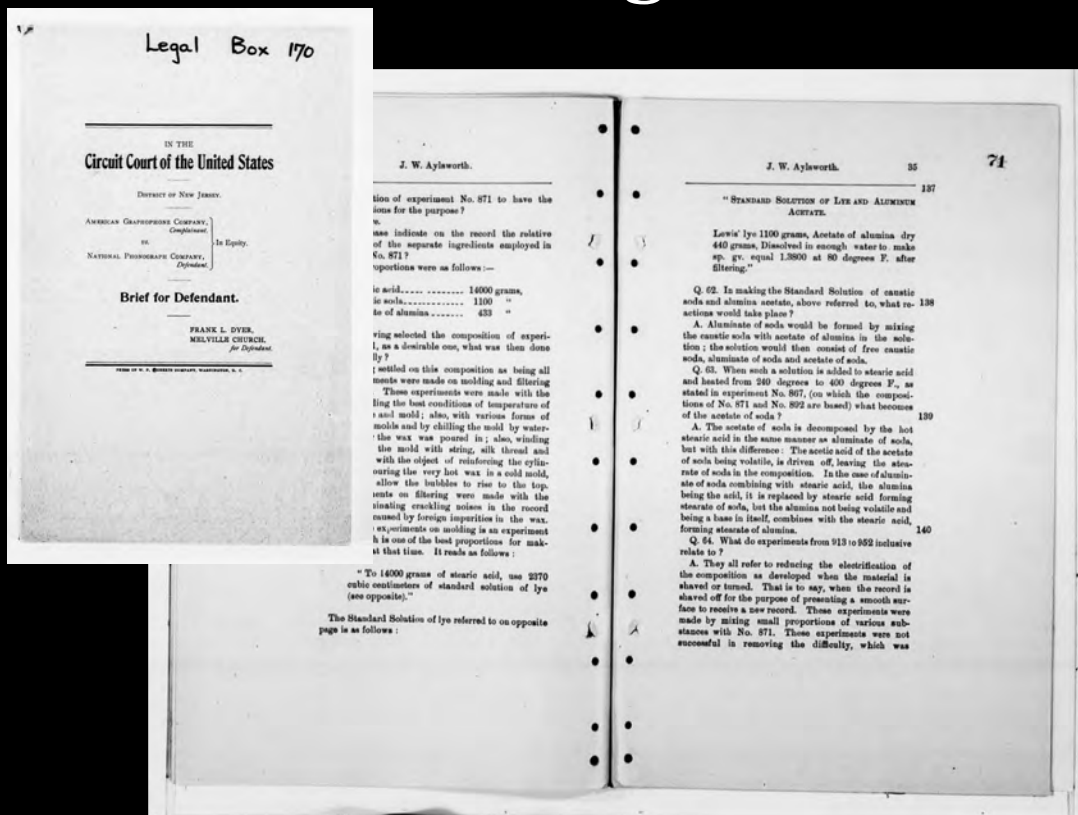 Legal Box 170
IN THE
Circuit Court of the United States
DISTRICT OF NEW JERSEY.
AMERICAN GRAPHOPHONE COMPANY,
Complainant.
vs.
In Equity.
NATIONAL PHONOGRAPH COMPANY,
Defendant.
Brief for Defendant.
FRANK L. DYER,
MELVILLE CHURCH,
for Defendant.
J. W. Aylsworth.
tion of experiment No. 871 to have the
ions for the purpose ?
indicate on the record the relative
of the separate ingredients employed in
No. 871 ?
oportions were as follows :—
ic acid 14000 grams,
ic soda 1100 "
te of alumina 433 "
ving selected the composition of experi-
l, as a desirable one, what was then done
lly ?
settled on this composition as being all
ments were made on molding and filtering
These experiments were made with the
ling the best conditions of temperature of
and mold ; also, with various forms of
molds and by chilling the mold by water-
the wax was poured in ; also, winding
the mold with string, silk thread and
with the object of reinforcing the cylin-
ouring the very hot wax in a cold mold,
allow the bubbles to rise to the top.
ents on filtering were made with the
inating crackling noises in the record
caused by foreign impurities in the wax.
experiments on molding is an experiment
h is one of the best proportions for mak-
at that time. It reads as follows :
"To 14000 grams of stearic acid, use 2370
cubic centimeters of standard solution of lye
(see opposite)."
The Standard Solution of lye referred to on opposite
page is as follows :
J. W. Aylsworth. 35
71
137
"STANDARD SOLUTION OF LYE AND ALUMINUM
ACETATE.
Lewis' lye 1100 grams, Acetate of alumina dry
440 grams, Dissolved in enough water to make
sp. gv. equal 1.3800 at 80 degrees F. after
filtering."
Q. 62. In making the Standard Solution of caustic
soda and alumina acetate, above referred to, what re- 138
actions would take place ?
A. Aluminate of soda would be formed by mixing
the caustic soda with acetate of alumina in the solu-
tion ; the solution would then consist of free caustic
soda, aluminate of soda and acetate of soda.
Q. 63. When such a solution is added to stearic acid
and heated from 240 degrees to 400 degrees F., as
stated in experiment No. 867, (on which the composi-
tions of No. 871 and No. 892 are based) what becomes
of the acetate of soda ? 139
A. The acetate of soda is decomposed by the hot
stearic acid in the same manner as aluminate of soda,
but with this difference : The acetic acid of the acetate
of soda being volatile, is driven off, leaving the stea-
rate of soda in the composition. In the case of alumin-
ate of soda combining with stearic acid, the alumina
being the acid, it is replaced by stearic acid forming
stearate of soda, but the alumina not being volatile and
being a base in itself, combines with the stearic acid,
forming stearate of alumina. 140
Q. 64. What do experiments from 913 to 952 inclusive
relate to ?
A. They all refer to reducing the electrification of
the composition as developed when the material is
shaved or turned. That is to say, when the record is
shaved off for the purpose of presenting a smooth sur-
face to receive a new record. These experiments were
made by mixing small proportions of various sub-
stances with No. 871. These experiments were not
successful in removing the difficulty, which was